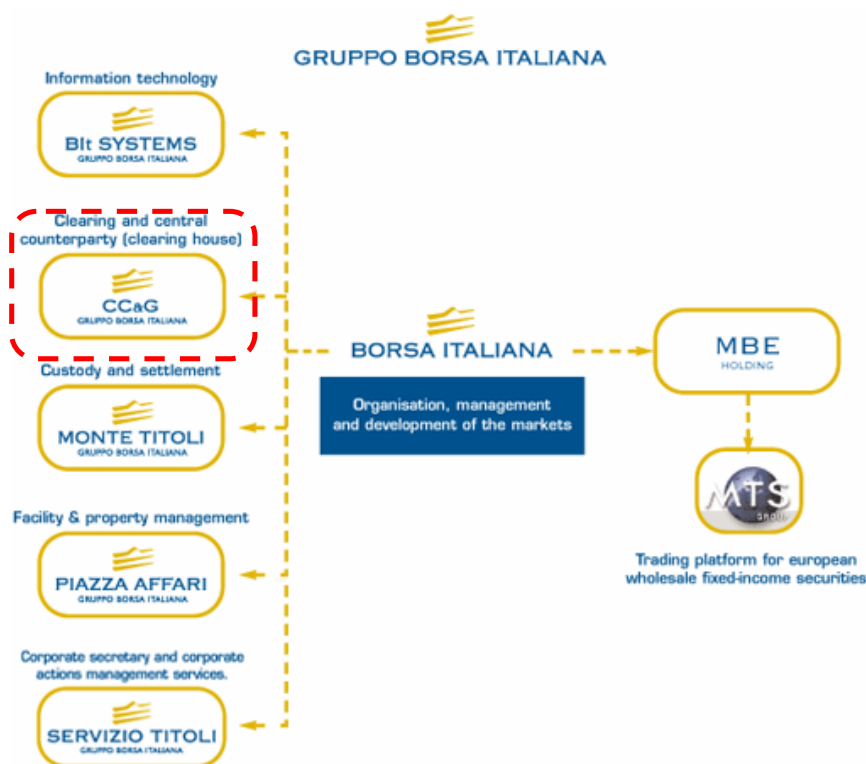 GRUPPO BORSA ITALIANA
Information technology
BIt SYSTEMS
GRUPPO BORSA ITALIANA
Clearing and central
counterparty (clearing house)
CC&G
GRUPPO BORSA ITALIANA
Custody and settlement
MONTE TITOLI
GRUPPO BORSA ITALIANA
Facility & property management
PIAZZA AFFARI
GRUPPO BORSA ITALIANA
Corporate secretary and corporate
actions management services.
SERVIZIO TITOLI
GRUPPO BORSA ITALIANA
BORSA ITALIANA
Organisation, management
and development of the markets
MBE
HOLDING
MTS
GROUP
Trading platform for european
wholesale fixed-income securities